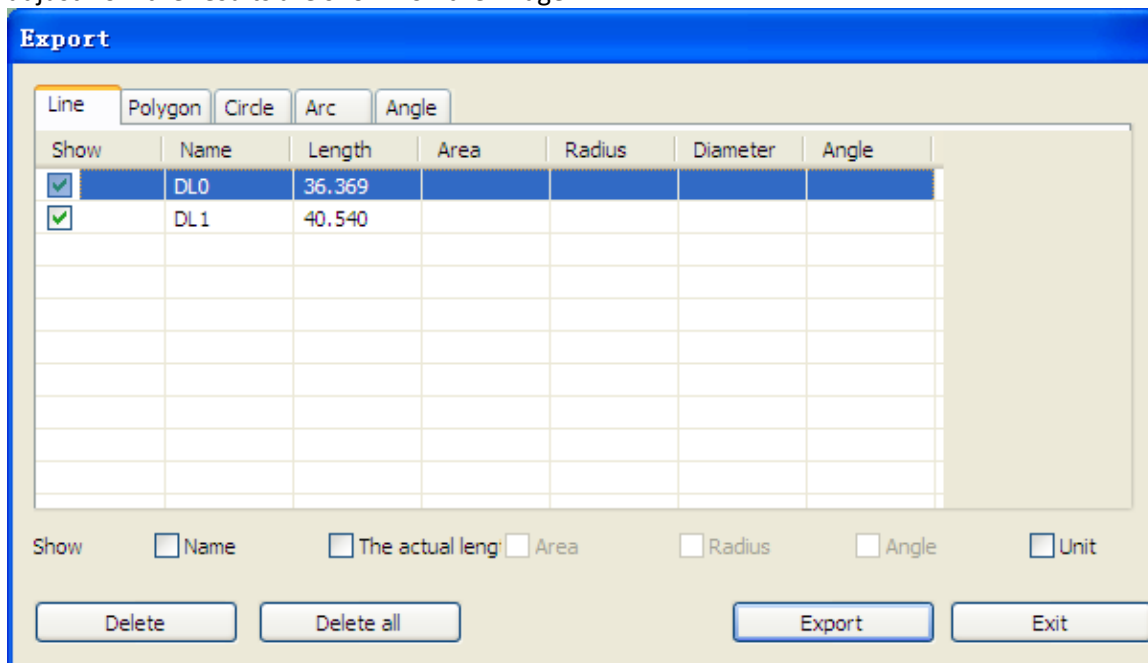 Export
Line Polygon Circle Arc Angle
Show Name Length Area Radius Diameter Angle
DL0 36.369
DL1 40.540
Show Name The actual leng Area Radius Angle Unit
Delete Delete all Export Exit